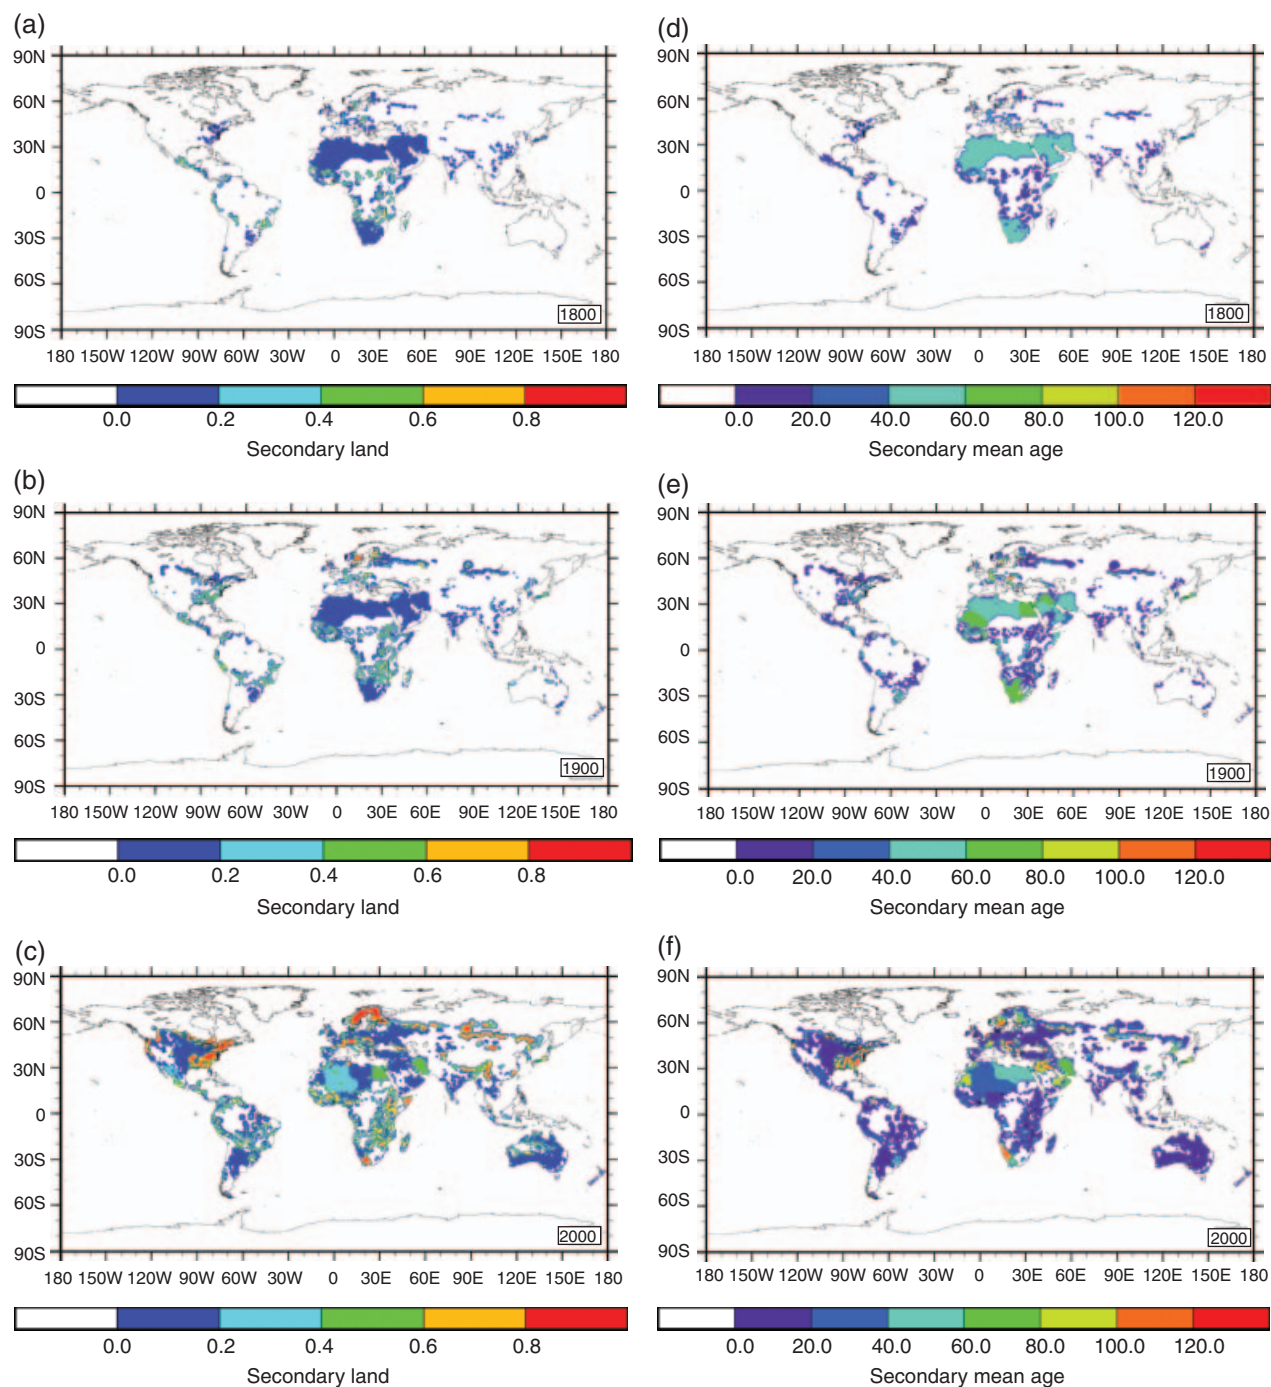 (a)
90N
60N
30N
0
30S
60S
90S
1800
180 150W 120W 90W 60W 30W 0 30E 60E 90E 120E 150E 180
0.0 0.2 0.4 0.6 0.8
Secondary land
(d)
90N
60N
30N
0
30S
60S
90S
1800
180 150W 120W 90W 60W 30W 0 30E 60E 90E 120E 150E 180
0.0 20.0 40.0 60.0 80.0 100.0 120.0
Secondary mean age
(b)
90N
60N
30N
0
30S
60S
90S
1900
180 150W 120W 90W 60W 30W 0 30E 60E 90E 120E 150E 180
0.0 0.2 0.4 0.6 0.8
Secondary land
(e)
90N
60N
30N
0
30S
60S
90S
1900
180 150W 120W 90W 60W 30W 0 30E 60E 90E 120E 150E 180
0.0 20.0 40.0 60.0 80.0 100.0 120.0
Secondary mean age
(c)
90N
60N
30N
0
30S
60S
90S
2000
180 150W 120W 90W 60W 30W 0 30E 60E 90E 120E 150E 180
0.0 0.2 0.4 0.6 0.8
Secondary land
(f)
90N
60N
30N
0
30S
60S
90S
2000
180 150W 120W 90W 60W 30W 0 30E 60E 90E 120E 150E 180
0.0 20.0 40.0 60.0 80.0 100.0 120.0
Secondary mean age